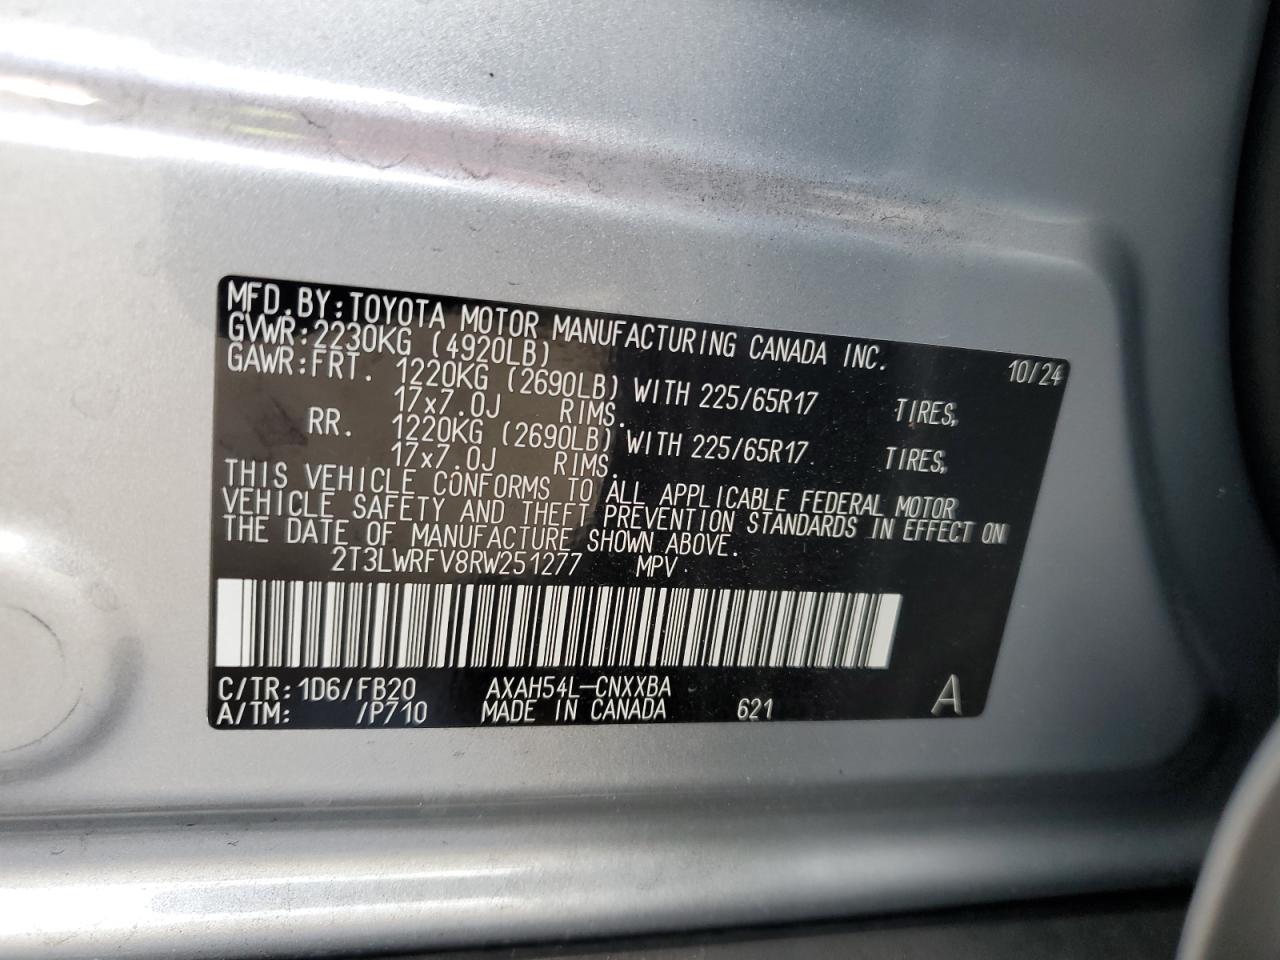 MFD.BY:TOYOTA MOTOR MANUFACTURING CANADA INC.
GVWR:2230KG (4920LB) 10/24
GAWR:FRT. 1220KG (2690LB) WITH 225/65R17 TIRES,
17x7.0J RIMS.
RR. 1220KG (2690LB) WITH 225/65R17 TIRES,
17x7.0J RIMS.
THIS VEHICLE CONFORMS TO ALL APPLICABLE FEDERAL MOTOR
VEHICLE SAFETY AND THEFT PREVENTION STANDARDS IN EFFECT ON
THE DATE OF MANUFACTURE SHOWN ABOVE.
2T3LWRFV8RW251277 MPV
C/TR:1D6/FB20 AXAH54L-CNXXBA
A/TM: /P710 MADE IN CANADA 621 A